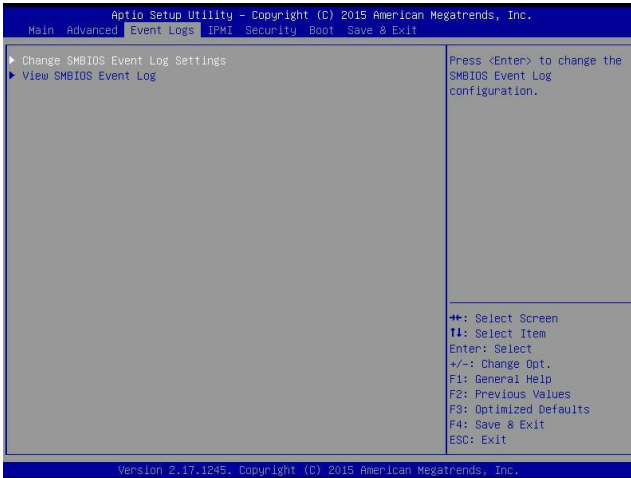 Aptio Setup Utility – Copyright (C) 2015 American Megatrends, Inc.
Main Advanced Event Logs IPMI Security Boot Save & Exit
▶ Change SMBIOS Event Log Settings
▶ View SMBIOS Event Log
Press <Enter> to change the
SMBIOS Event Log
configuration.
→←: Select Screen
↑↓: Select Item
Enter: Select
+/-: Change Opt.
F1: General Help
F2: Previous Values
F3: Optimized Defaults
F4: Save & Exit
ESC: Exit
Version 2.17.1245. Copyright (C) 2015 American Megatrends, Inc.